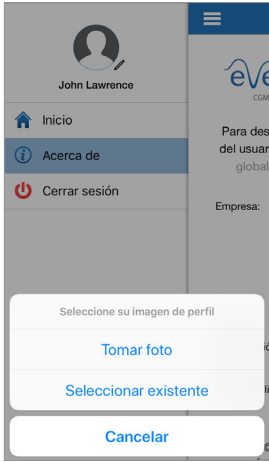 John Lawrence
Inicio
Acerca de
Cerrar sesión
CGM
Para des
del usuar
global
Empresa:
Seleccione su imagen de perfil
Tomar foto
Seleccionar existente
Cancelar